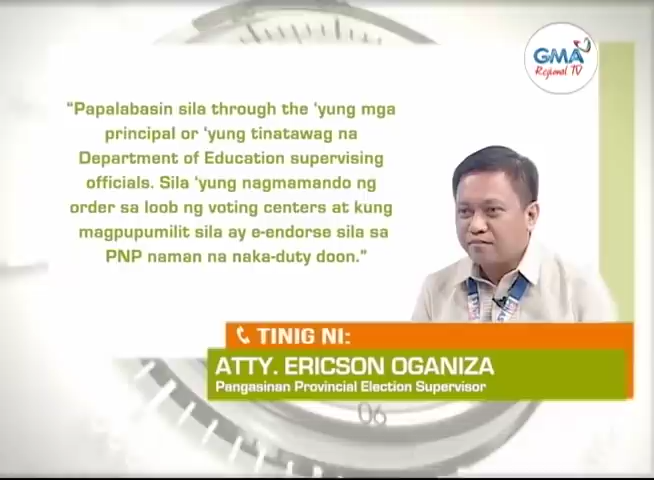 GMA
Regional TV
“Papalabasin sila through the ‘yung mga
principal or ‘yung tinatawag na
Department of Education supervising
officials. Sila ‘yung nagmamando ng
order sa loob ng voting centers at kung
magpupumilit sila ay e-endorse sila sa
PNP naman na naka-duty doon.”
TINIG NI:
ATTY. ERICSON OGANIZA
Pangasinan Provincial Election Supervisor
06